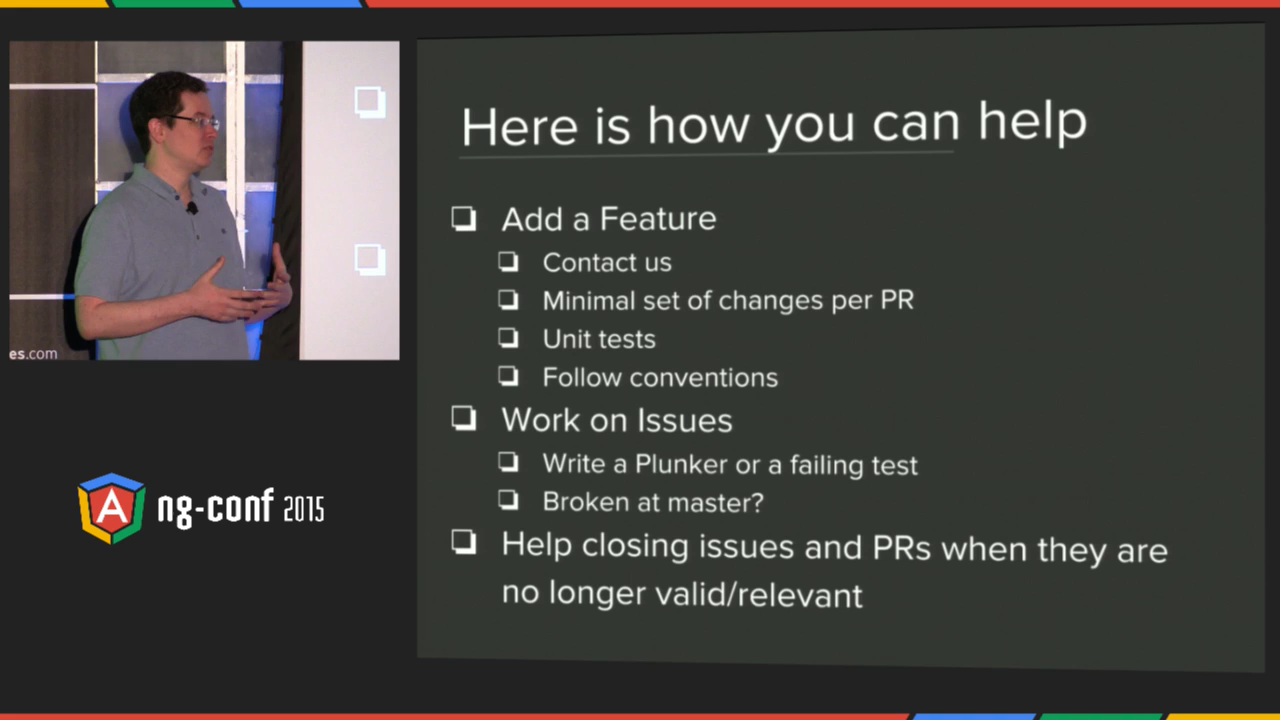 Here is how you can help
Add a Feature
Contact us
Minimal set of changes per PR
Unit tests
Follow conventions
Work on Issues
Write a Plunker or a failing test
Broken at master?
Help closing issues and PRs when they are
no longer valid/relevant
es.com
A
ng-conf 2015